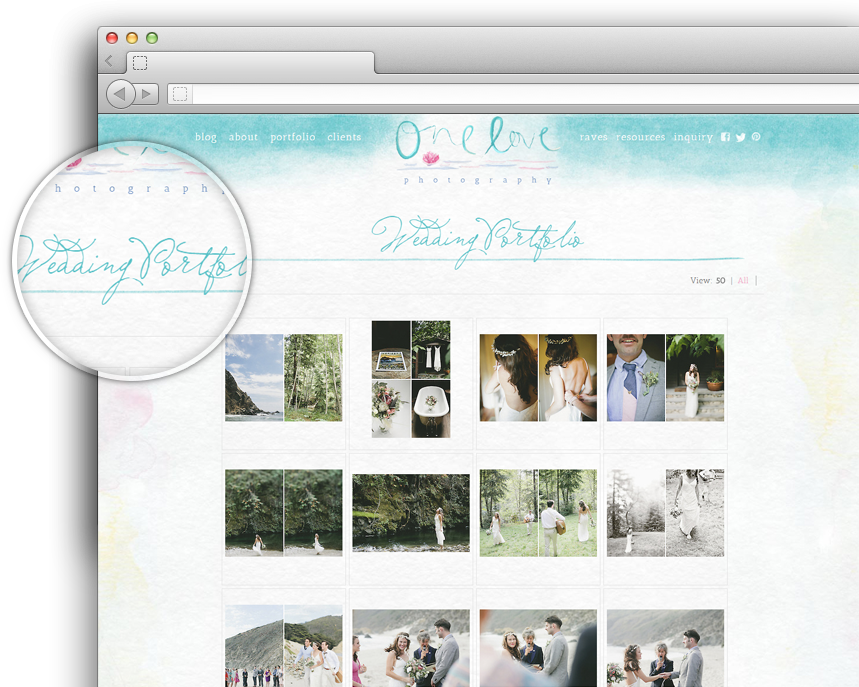 blog about portfolio clients
One love
raves resources inquiry
photography
hotography
Wedding Portfolio
Wedding Portfol
View: 50 | All |